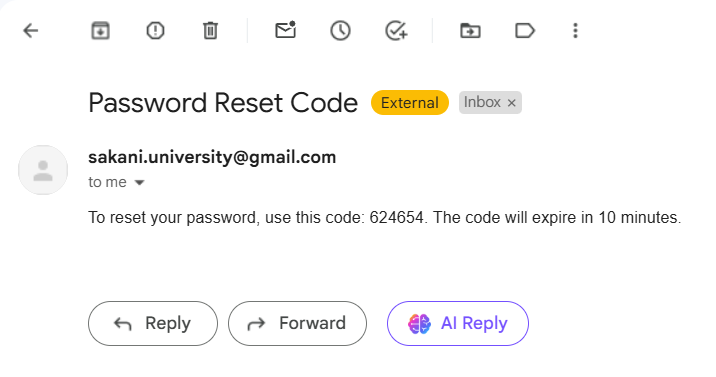 Password Reset Code External Inbox ×
sakani.university@gmail.com
to me
To reset your password, use this code: 624654. The code will expire in 10 minutes.
Reply Forward AI Reply